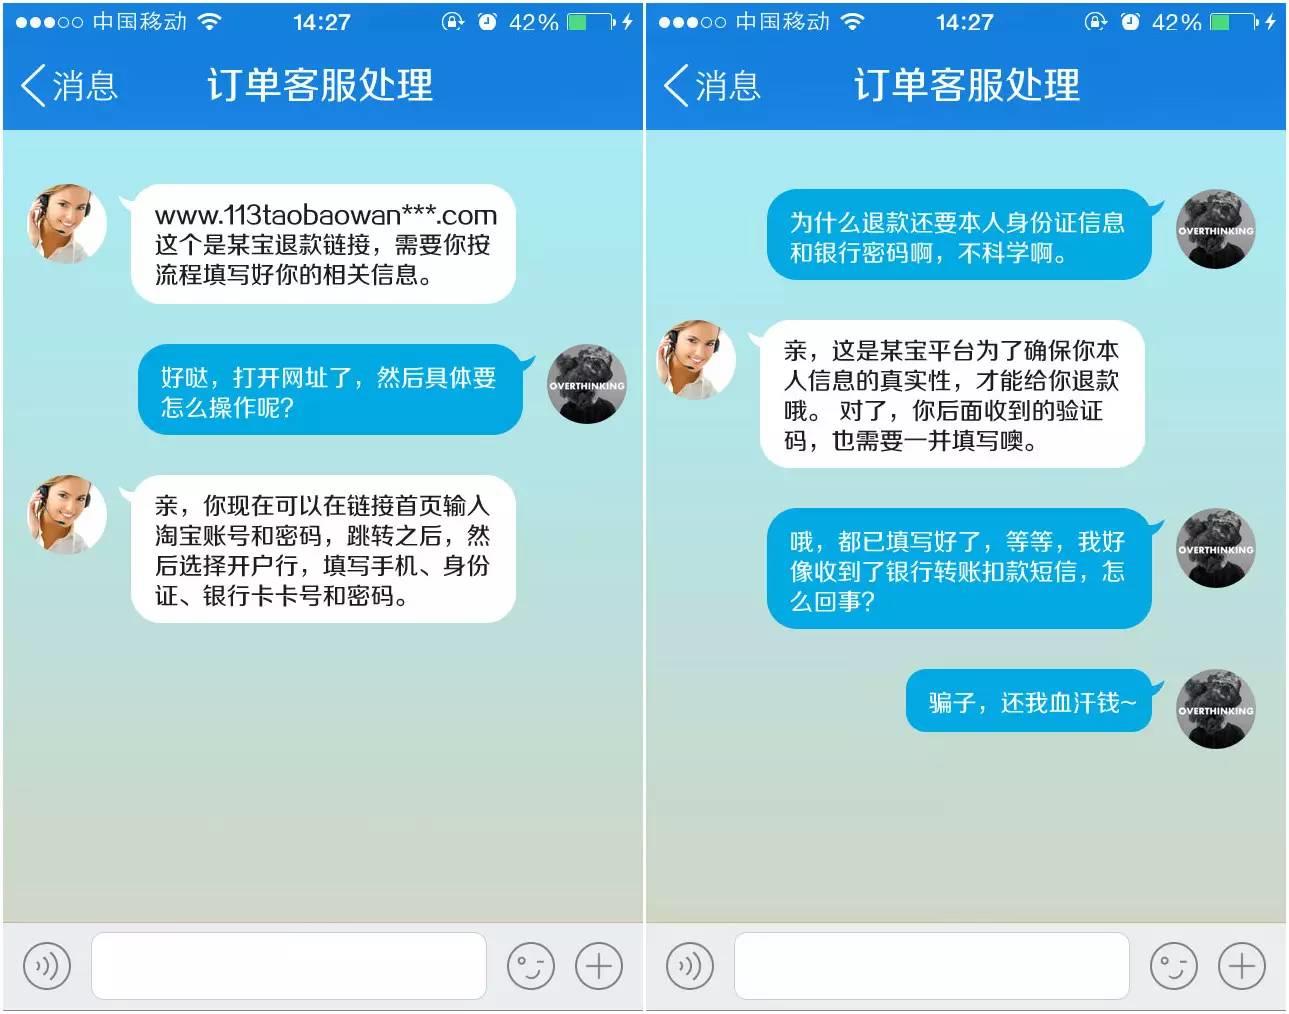 中国移动 14:27 42%
消息 订单客服处理
www.113taobaowan***.com
这个是某宝退款链接，需要你按
流程填写好你的相关信息。
好哒，打开网址了，然后具体要
怎么操作呢？
OVERTHINKING
亲，你现在可以在链接首页输入
淘宝账号和密码，跳转之后，然
后选择开户行，填写手机、身份
证、银行卡卡号和密码。
中国移动 14:27 42%
消息 订单客服处理
为什么退款还要本人身份证信息
和银行密码啊，不科学啊。
OVERTHINKING
亲，这是某宝平台为了确保你本
人信息的真实性，才能给你退款
哦。 对了，你后面收到的验证
码，也需要一并填写噢。
哦，都已填写好了，等等，我好
像收到了银行转账扣款短信，怎
么回事？
OVERTHINKING
骗子，还我血汗钱~
OVERTHINKING